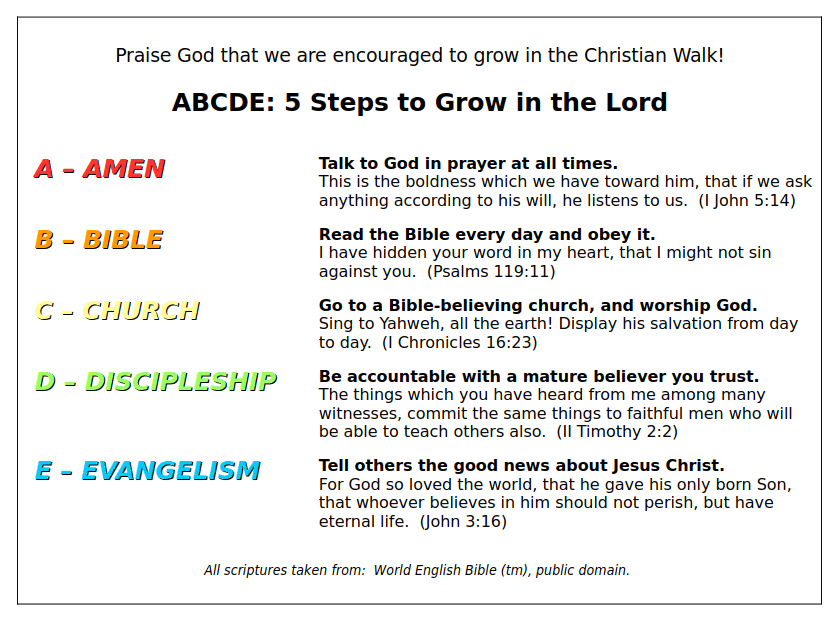 Praise God that we are encouraged to grow in the Christian Walk!
ABCDE: 5 Steps to Grow in the Lord
A – AMEN
Talk to God in prayer at all times.
This is the boldness which we have toward him, that if we ask
anything according to his will, he listens to us.  (I John 5:14)
B – BIBLE
Read the Bible every day and obey it.
I have hidden your word in my heart, that I might not sin
against you.  (Psalms 119:11)
C – CHURCH
Go to a Bible-believing church, and worship God.
Sing to Yahweh, all the earth! Display his salvation from day
to day.  (I Chronicles 16:23)
D – DISCIPLESHIP
Be accountable with a mature believer you trust.
The things which you have heard from me among many
witnesses, commit the same things to faithful men who will
be able to teach others also.  (II Timothy 2:2)
E – EVANGELISM
Tell others the good news about Jesus Christ.
For God so loved the world, that he gave his only born Son,
that whoever believes in him should not perish, but have
eternal life.  (John 3:16)
All scriptures taken from:  World English Bible (tm), public domain.